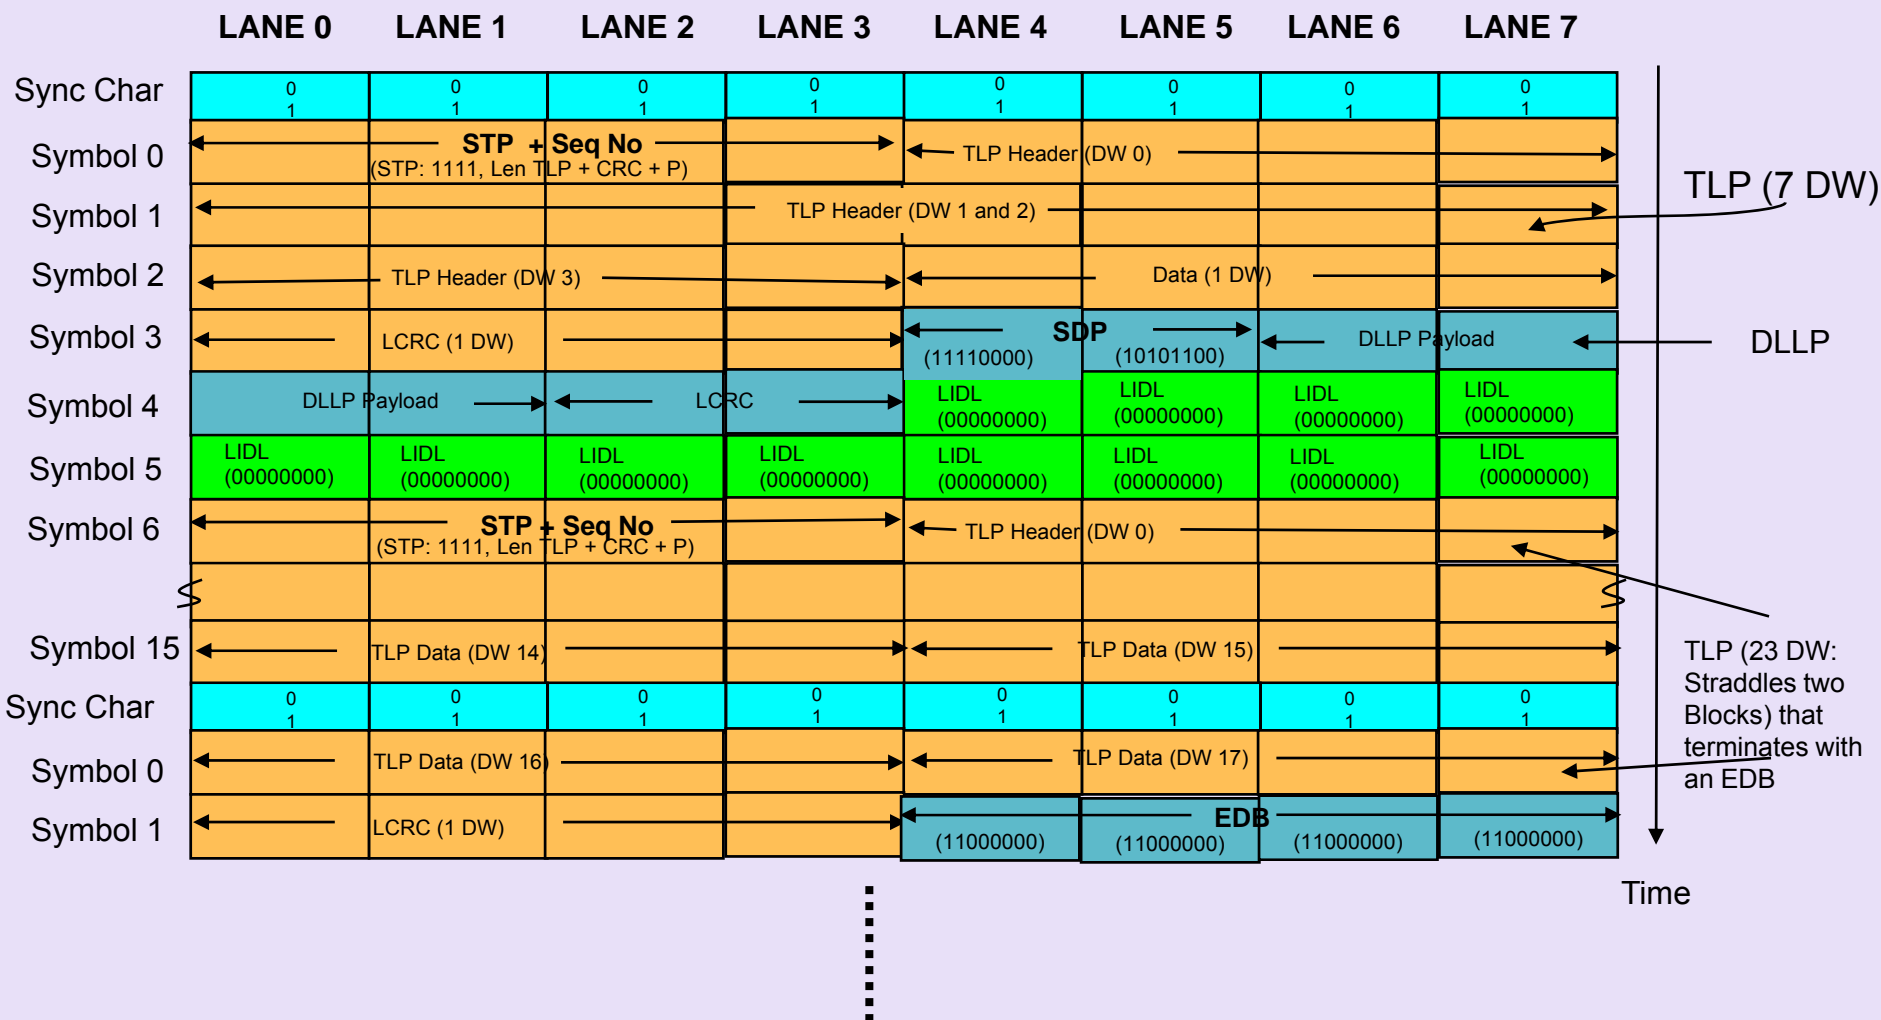 LANE 0 LANE 1 LANE 2 LANE 3 LANE 4 LANE 5 LANE 6 LANE 7
Sync Char 0 0 0 0 0 0 0 0
1 1 1 1 1 1 1 1
Symbol 0 STP + Seq No TLP Header (DW 0)
(STP: 1111, Len TLP + CRC + P)
TLP (7 DW)
Symbol 1 TLP Header (DW 1 and 2)
Symbol 2 TLP Header (DW 3) Data (1 DW)
Symbol 3 LCRC (1 DW) SDP DLLP Payload DLLP
(11110000) (10101100)
Symbol 4 DLLP Payload LCRC LIDL LIDL LIDL LIDL
(00000000) (00000000) (00000000) (00000000)
Symbol 5 LIDL LIDL LIDL LIDL LIDL LIDL LIDL LIDL
(00000000) (00000000) (00000000) (00000000) (00000000) (00000000) (00000000) (00000000)
Symbol 6 STP + Seq No TLP Header (DW 0)
(STP: 1111, Len TLP + CRC + P)
Symbol 15 TLP Data (DW 14) TLP Data (DW 15)
TLP (23 DW:
Straddles two
Blocks) that
terminates with
an EDB
Sync Char 0 0 0 0 0 0 0 0
1 1 1 1 1 1 1 1
Symbol 0 TLP Data (DW 16) TLP Data (DW 17)
Symbol 1 LCRC (1 DW) EDB
(11000000) (11000000) (11000000) (11000000)
Time